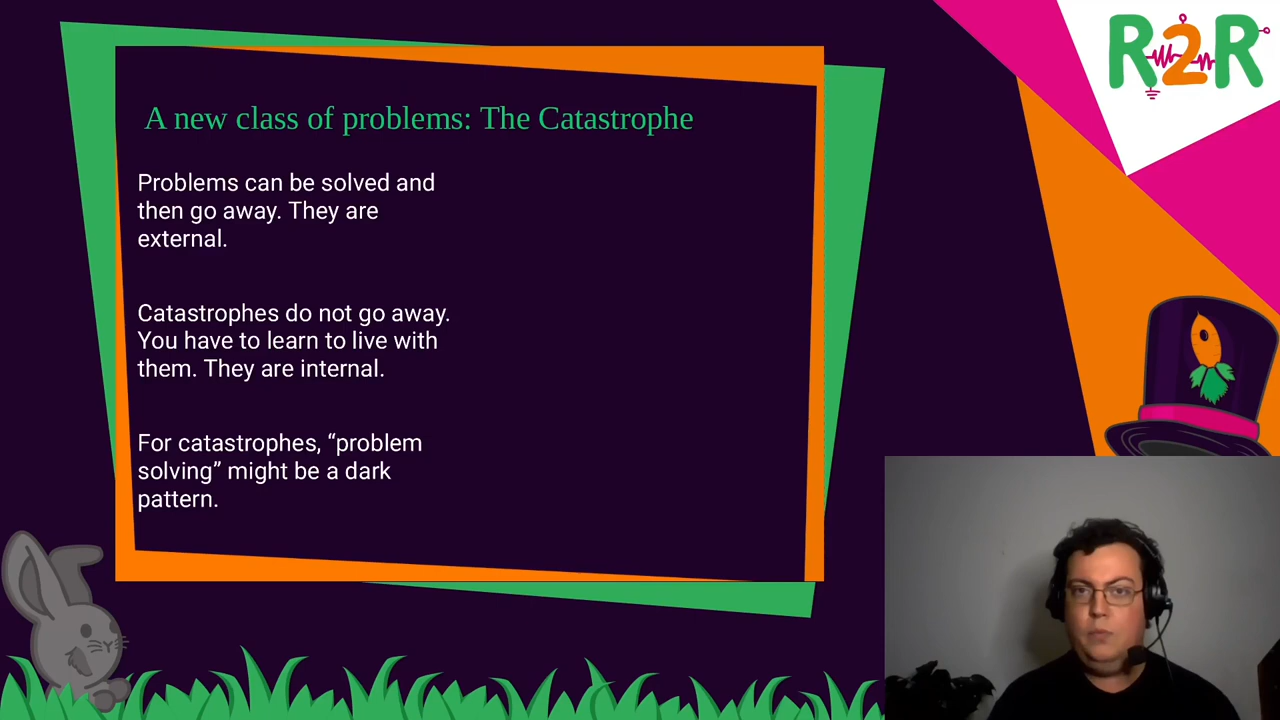 R2R
A new class of problems: The Catastrophe
Problems can be solved and
then go away. They are
external.
Catastrophes do not go away.
You have to learn to live with
them. They are internal.
For catastrophes, “problem
solving” might be a dark
pattern.